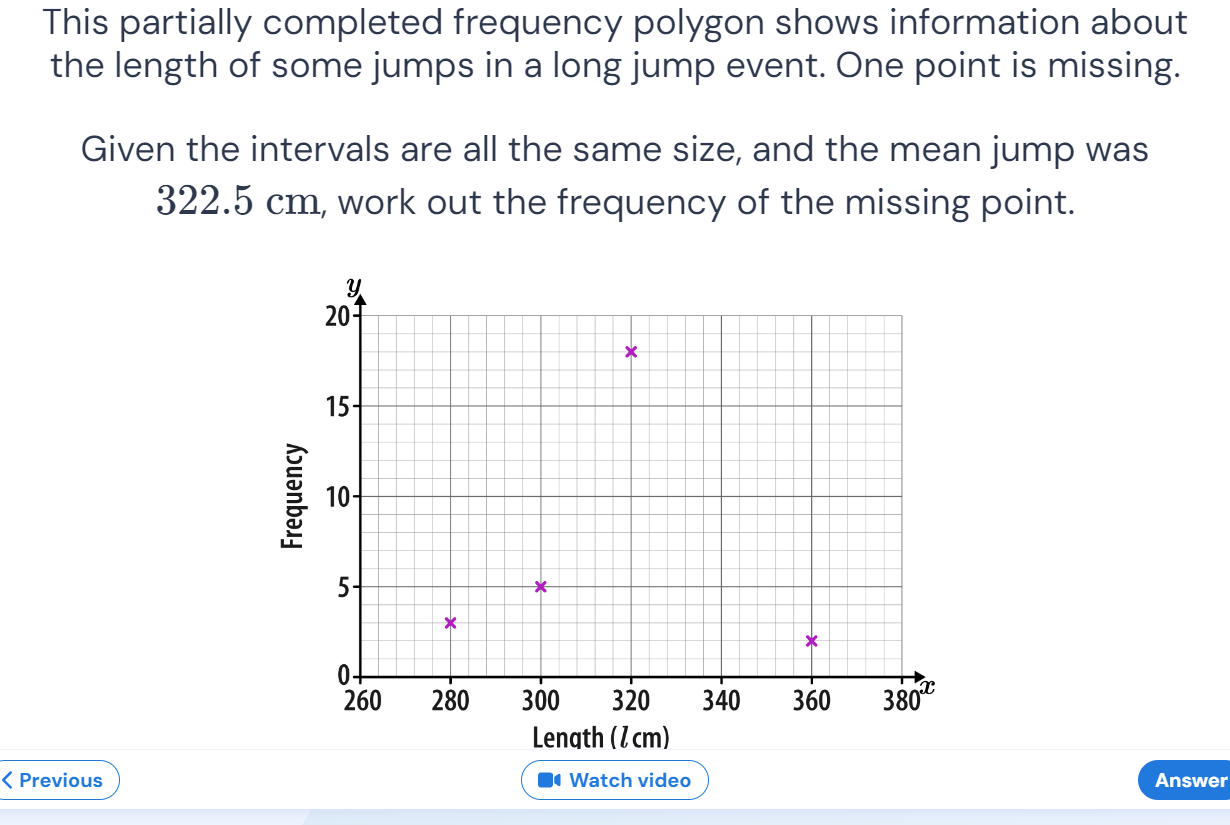 This partially completed frequency polygon shows information about
the length of some jumps in a long jump event. One point is missing.
Given the intervals are all the same size, and the mean jump was
322.5 cm, work out the frequency of the missing point.
y
20
15
10
5
0
Frequency
260 280 300 320 340 360 380 x
Length (l cm)
Previous Watch video Answer